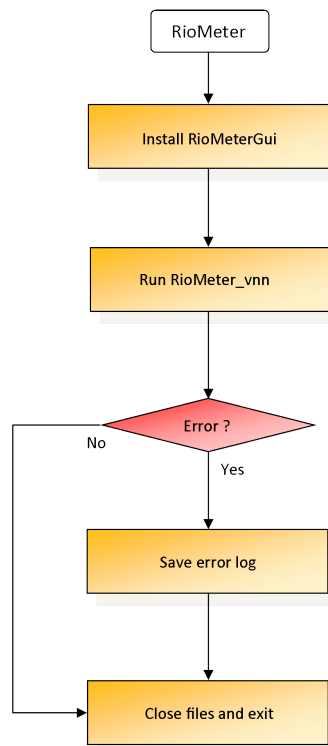 RioMeter
Install RioMeterGui
Run RioMeter_vnn
Error ?
No
Yes
Save error log
Close files and exit